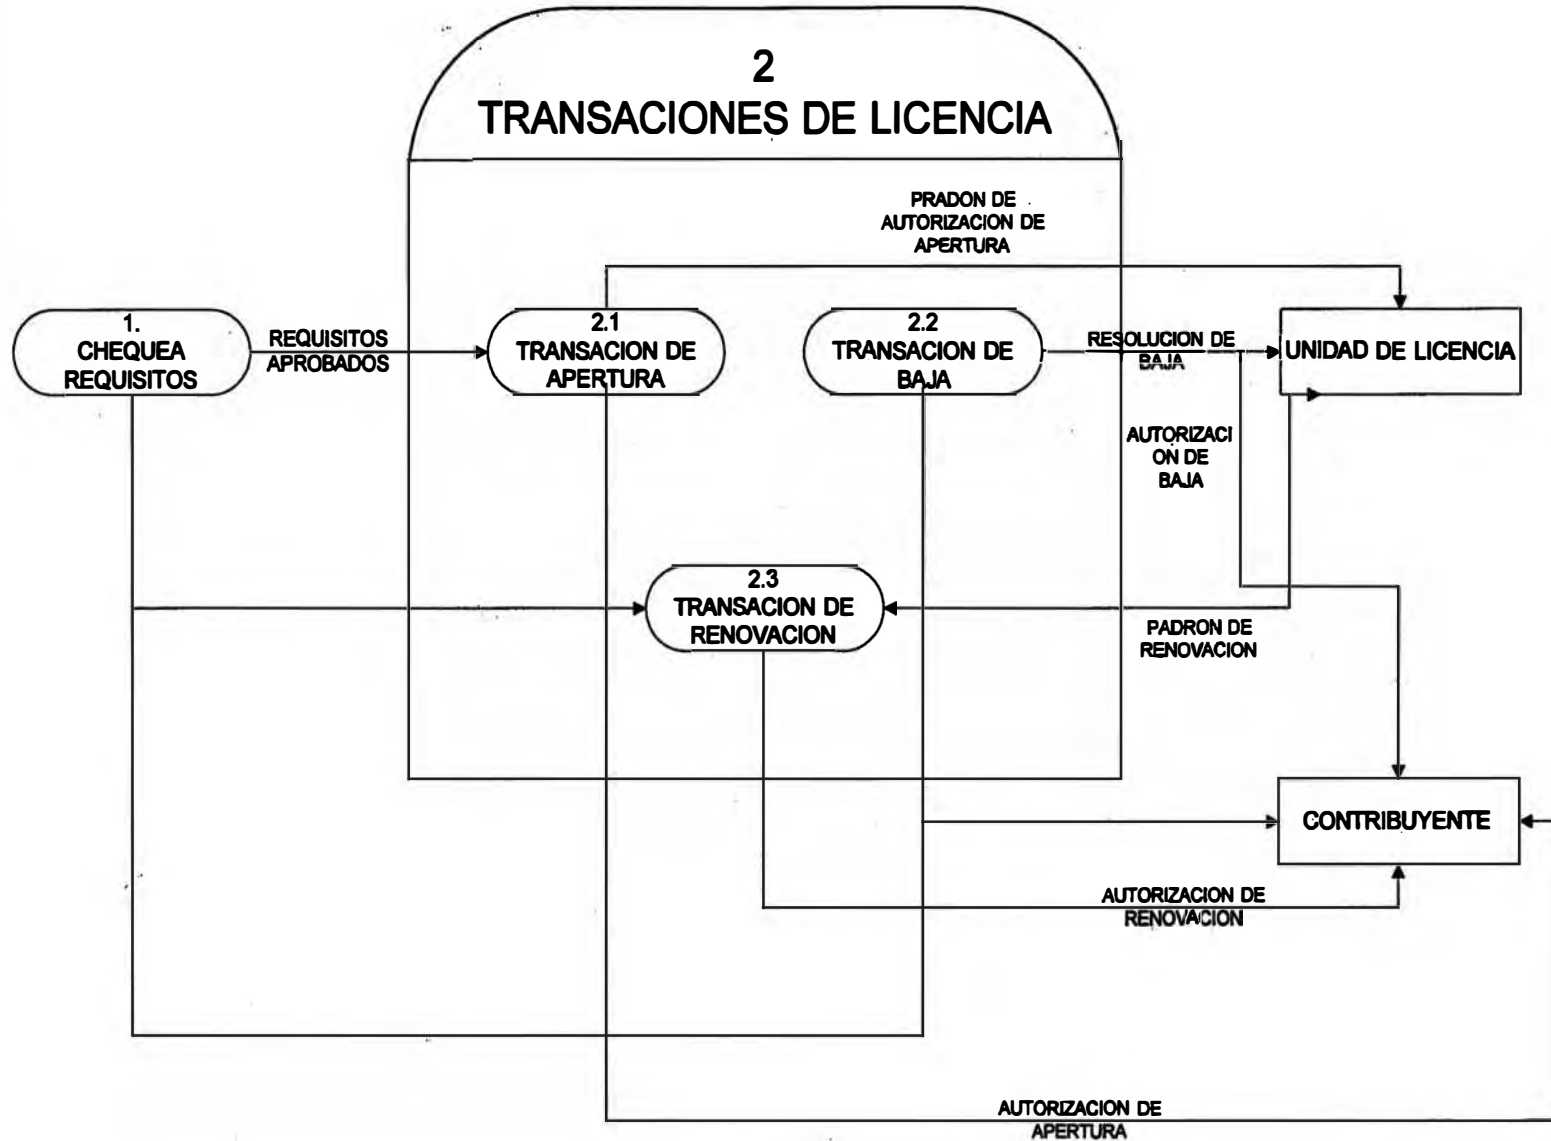 2
TRANSACIONES DE LICENCIA
PRADON DE
AUTORIZACION DE
APERTURA
1.
CHEQUEA
REQUISITOS
REQUISITOS
APROBADOS
2.1
TRANSACION DE
APERTURA
2.2
TRANSACION DE
BAJA
RESOLUCION DE
BAJA
UNIDAD DE LICENCIA
AUTORIZACI
ON DE
BAJA
2.3
TRANSACION DE
RENOVACION
PADRON DE
RENOVACION
CONTRIBUYENTE
AUTORIZACION DE
RENOVACION
AUTORIZACION DE
APERTURA